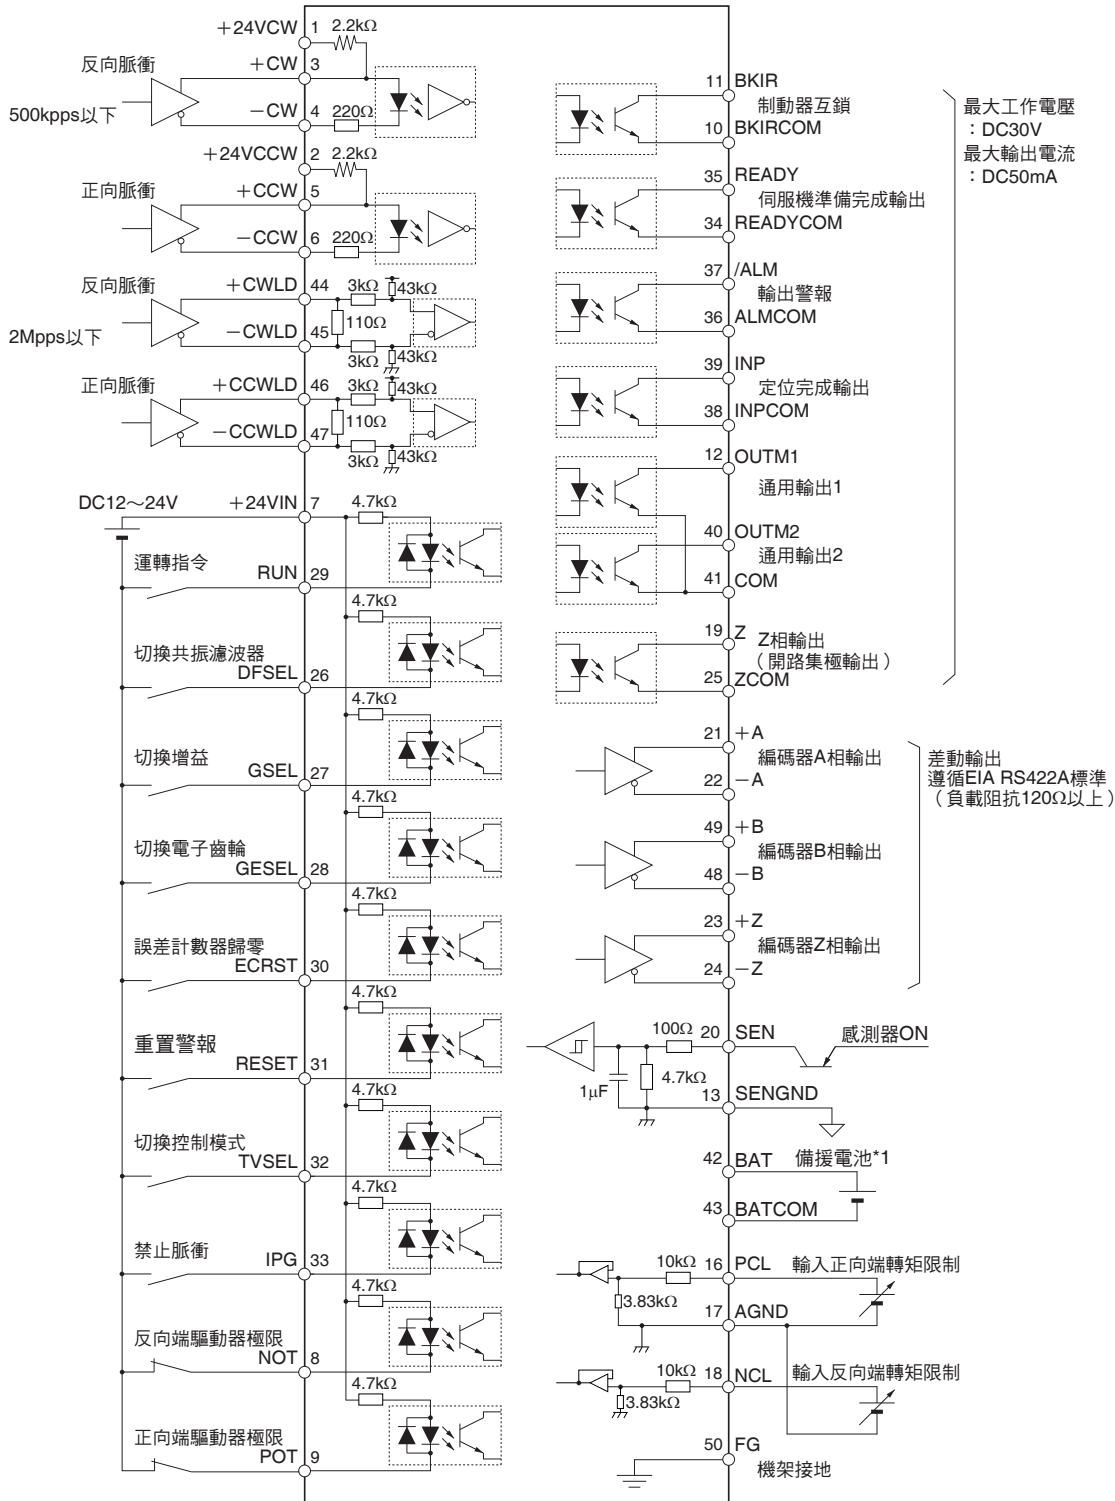 +24VCW 1 2.2kΩ
反向脈衝 +CW 3
500kpps以下 −CW 4 220Ω
+24VCCW 2 2.2kΩ
正向脈衝 +CCW 5
−CCW 6 220Ω
反向脈衝 +CWLD 44 3kΩ 43kΩ
110Ω
2Mpps以下 −CWLD 45 3kΩ 43kΩ
正向脈衝 +CCWLD 46 3kΩ 43kΩ
110Ω
−CCWLD 47 3kΩ 43kΩ
DC12~24V +24VIN 7 4.7kΩ
運轉指令 RUN 29
4.7kΩ
切換共振濾波器 DFSEL 26
4.7kΩ
切換增益 GSEL 27
4.7kΩ
切換電子齒輪 GESEL 28
4.7kΩ
誤差計數器歸零 ECRST 30
4.7kΩ
重置警報 RESET 31
4.7kΩ
切換控制模式 TVSEL 32
4.7kΩ
禁止脈衝 IPG 33
4.7kΩ
反向端驅動器極限 NOT 8
4.7kΩ
正向端驅動器極限 POT 9
11 BKIR
制動器互鎖
10 BKIRCOM
35 READY
伺服機準備完成輸出
34 READYCOM
37 /ALM
輸出警報
36 ALMCOM
39 INP
定位完成輸出
38 INPCOM
12 OUTM1
通用輸出1
40 OUTM2
通用輸出2
41 COM
19 Z
Z相輸出
（開路集極輸出）
25 ZCOM
最大工作電壓
：DC30V
最大輸出電流
：DC50mA
21 +A
編碼器A相輸出
22 −A
49 +B
編碼器B相輸出
48 −B
23 +Z
編碼器Z相輸出
24 −Z
差動輸出
遵循EIA RS422A標準
（負載阻抗120Ω以上）
100Ω 20 SEN 感測器ON
1μF 4.7kΩ
13 SENGND
42 BAT 備援電池*1
43 BATCOM
10kΩ 16 PCL 輸入正向端轉矩限制
3.83kΩ
17 AGND
10kΩ 18 NCL 輸入反向端轉矩限制
3.83kΩ
50 FG
機架接地